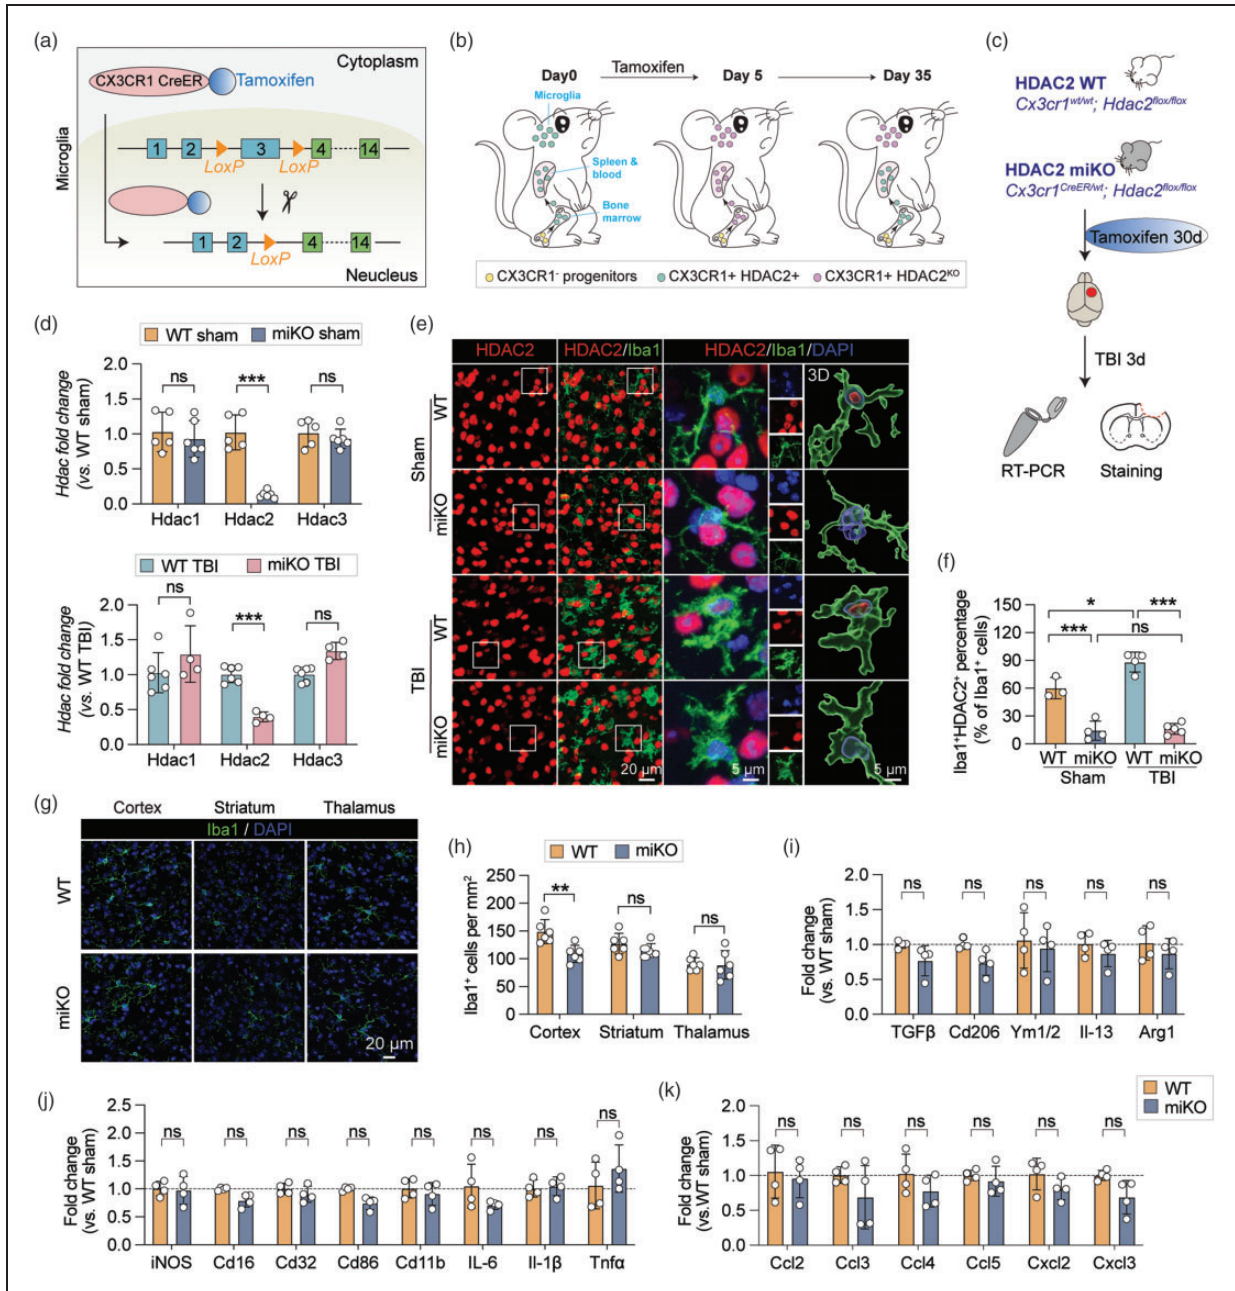 (a)
CX3CR1 CreER
Tamoxifen
Cytoplasm
Microglia
1 2 3 4 14
LoxP LoxP
1 2 4 14
LoxP
Neucleus
(b)
Day0 Tamoxifen Day 5 Day 35
Microglia
Spleen &
blood
Bone
marrow
CX3CR1- progenitors CX3CR1+ HDAC2+ CX3CR1+ HDAC2KO
(c)
HDAC2 WT
Cx3cr1wt/wt; Hdac2flox/flox
HDAC2 miKO
Cx3cr1CreER/wt; Hdac2flox/flox
Tamoxifen 30d
TBI 3d
RT-PCR Staining
(d)
WT sham miKO sham
Hdac fold change
(vs. WT sham)
2.0
1.5
1.0
0.5
0.0
ns *** ns
Hdac1 Hdac2 Hdac3
WT TBI miKO TBI
Hdac fold change
(vs. WT TBI)
2.0
1.5
1.0
0.5
0.0
ns *** ns
Hdac1 Hdac2 Hdac3
(e)
HDAC2 HDAC2/Iba1 HDAC2/Iba1/DAPI
3D
Sham
WT
miKO
TBI
WT
miKO
20 µm 5 µm 5 µm
(f)
Iba1+HDAC2+ percentage
(% of Iba1+ cells)
150
120
90
60
30
0
* ***
*** ns
WT miKO WT miKO
Sham TBI
(g)
Cortex Striatum Thalamus
Iba1 / DAPI
WT
miKO
20 µm
(h)
WT miKO
Iba1+ cells per mm2
250
200
150
100
50
0
** ns ns
Cortex Striatum Thalamus
(i)
Fold change
(vs. WT sham)
2.0
1.5
1.0
0.5
0.0
ns ns ns ns ns
TGFβ Cd206 Ym1/2 Il-13 Arg1
(j)
Fold change
(vs. WT sham)
2.5
2.0
1.5
1.0
0.5
0.0
ns ns ns ns ns ns ns ns
iNOS Cd16 Cd32 Cd86 Cd11b IL-6 Il-1β Tnfα
(k)
WT
miKO
Fold change
(vs.WT sham)
2.0
1.5
1.0
0.5
0.0
ns ns ns ns ns ns
Ccl2 Ccl3 Ccl4 Ccl5 Cxcl2 Cxcl3